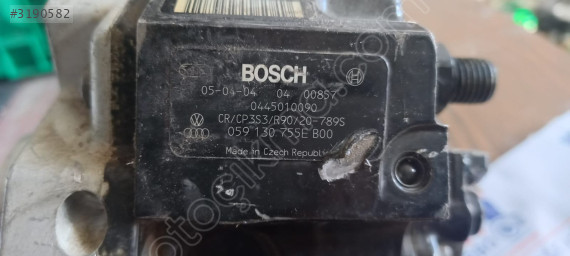 #3190582
BOSCH
05-04-04 04 00857
0445010090
CR/CP3S3/R90/20-789S
059 130 755E B00
Made in Czech Republ